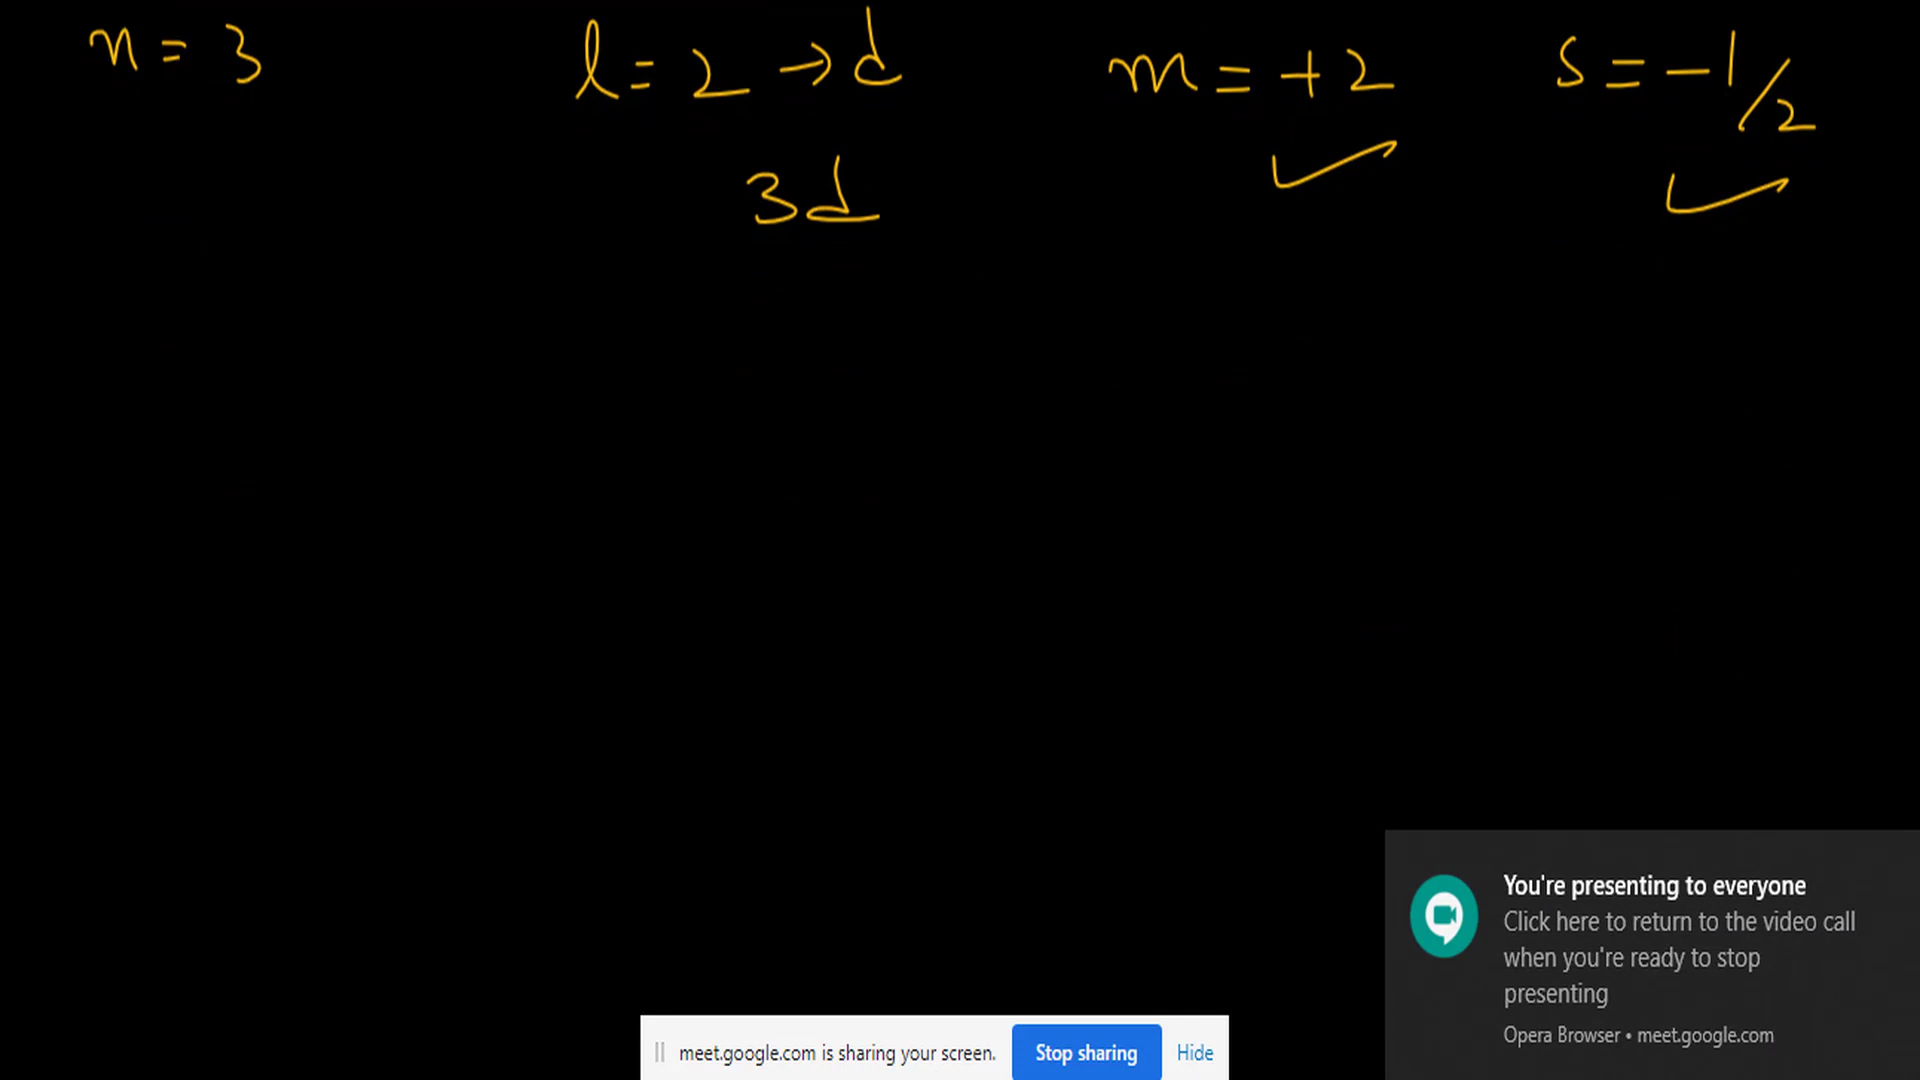 n = 3 l = 2 → d m = +2 s = -1/2
3d
You're presenting to everyone
Click here to return to the video call
when you're ready to stop
presenting
Opera Browser • meet.google.com
meet.google.com is sharing your screen. Stop sharing Hide